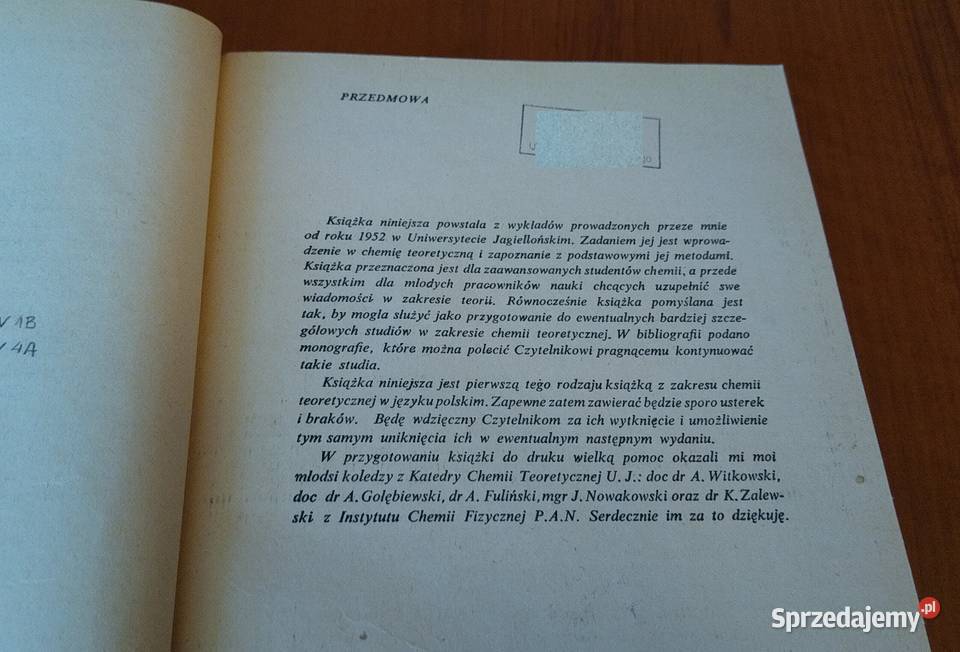 V 1B
V 4A
PRZEDMOWA
Książka niniejsza powstała z wykładów prowadzonych przeze mnie
od roku 1952 w Uniwersytecie Jagiellońskim. Zadaniem jej jest wprowa-
dzenie w chemię teoretyczną i zapoznanie z podstawowymi jej metodami.
Książka przeznaczona jest dla zaawansowanych studentów chemii, a przede
wszystkim dla młodych pracowników nauki chcących uzupełnić swe
wiadomości w zakresie teorii. Równocześnie książka pomyślana jest
tak, by mogła służyć jako przygotowanie do ewentualnych bardziej szcze-
gółowych studiów w zakresie chemii teoretycznej. W bibliografii podano
monografie, które można polecić Czytelnikowi pragnącemu kontynuować
takie studia.
Książka niniejsza jest pierwszą tego rodzaju książką z zakresu chemii
teoretycznej w języku polskim. Zapewne zatem zawierać będzie sporo usterek
i braków. Będę wdzięczny Czytelnikom za ich wytknięcie i umożliwienie
tym samym uniknięcia ich w ewentualnym następnym wydaniu.
W przygotowaniu książki do druku wielką pomoc okazali mi moi
młodsi koledzy z Katedry Chemii Teoretycznej U.J.: doc dr A. Witkowski,
doc dr A. Gołębiewski, dr A. Fuliński, mgr J. Nowakowski oraz dr K. Zalew-
ski z Instytutu Chemii Fizycznej P.A.N. Serdecznie im za to dziękuję.
Sprzedajemy.pl